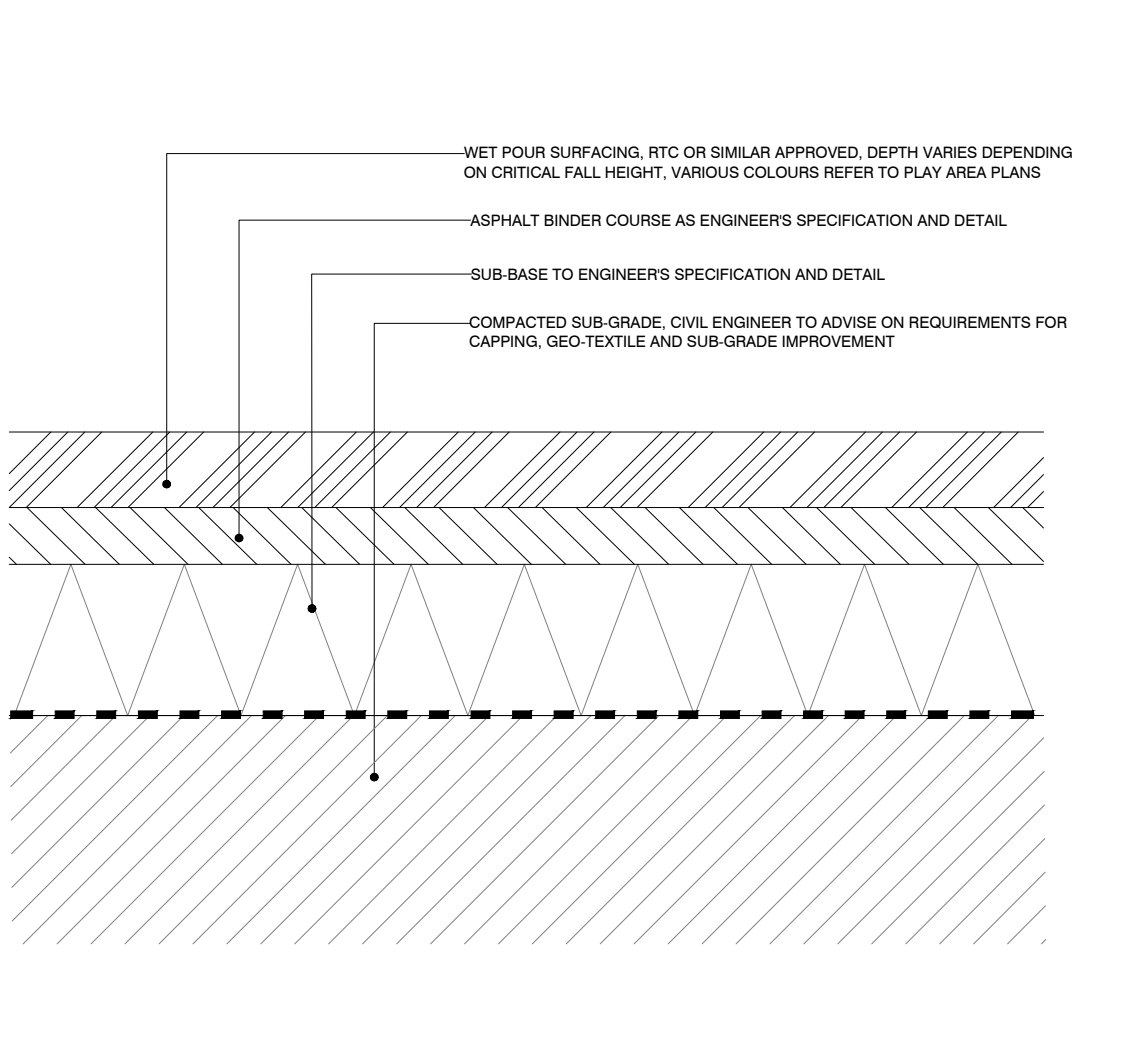 WET POUR SURFACING, RTC OR SIMILAR APPROVED, DEPTH VARIES DEPENDING
ON CRITICAL FALL HEIGHT, VARIOUS COLOURS REFER TO PLAY AREA PLANS
ASPHALT BINDER COURSE AS ENGINEER'S SPECIFICATION AND DETAIL
SUB-BASE TO ENGINEER'S SPECIFICATION AND DETAIL
COMPACTED SUB-GRADE, CIVIL ENGINEER TO ADVISE ON REQUIREMENTS FOR
CAPPING, GEO-TEXTILE AND SUB-GRADE IMPROVEMENT